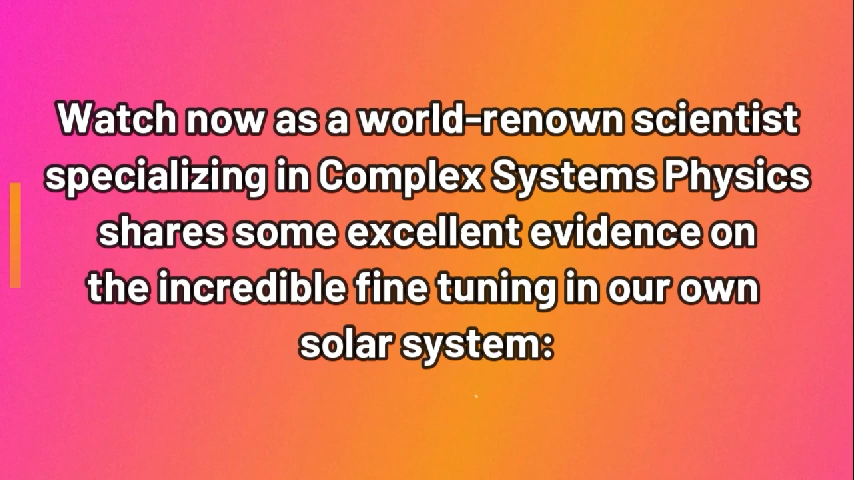 Watch now as a world-renown scientist
specializing in Complex Systems Physics
shares some excellent evidence on
the incredible fine tuning in our own
solar system: